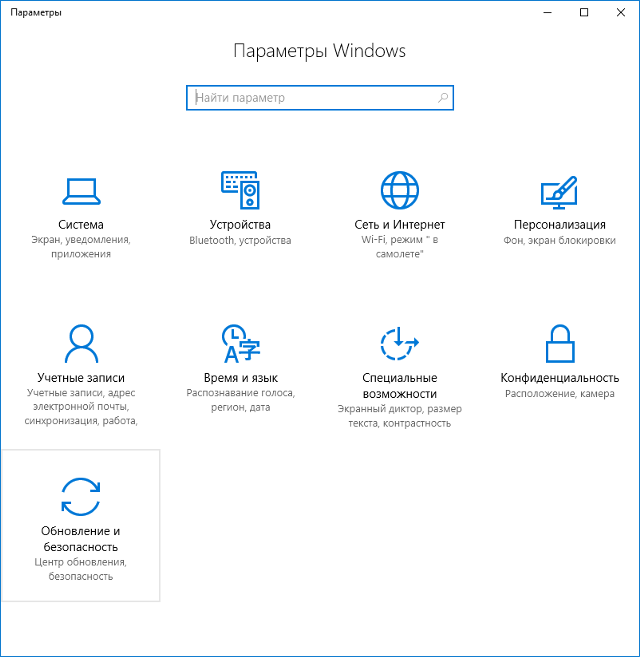 Параметры
Параметры Windows
Найти параметр
Система
Экран, уведомления,
приложения
Устройства
Bluetooth, устройства
Сеть и Интернет
Wi-Fi, режим " в
самолете"
Персонализация
Фон, экран блокировки
Учетные записи
Учетные записи, адрес
электронной почты,
синхронизация, работа,
Время и язык
Распознавание голоса,
регион, дата
Специальные
возможности
Экранный диктор, размер
текста, контрастность
Конфиденциальность
Расположение, камера
Обновление и
безопасность
Центр обновления,
безопасность